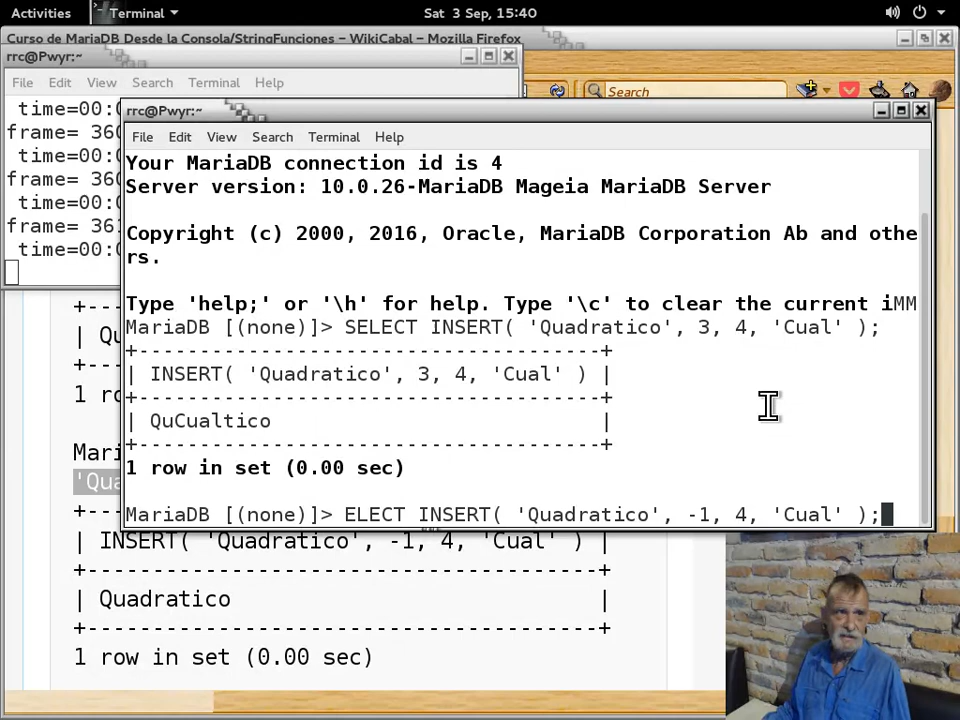 Activities Terminal Sat 3 Sep, 15:40
Curso de MariaDB Desde la Consola/StringFunciones – WikiCabal – Mozilla Firefox
rrc@Pwyr:~
File Edit View Search Terminal Help
Search
time=00:0
frame= 360
time=00:0
frame= 360
time=00:0
frame= 361
time=00:0
rrc@Pwyr:~
File Edit View Search Terminal Help
Your MariaDB connection id is 4
Server version: 10.0.26-MariaDB Mageia MariaDB Server
Copyright (c) 2000, 2016, Oracle, MariaDB Corporation Ab and othe
rs.
Type 'help;' or '\h' for help. Type '\c' to clear the current iMM
MariaDB [(none)]> SELECT INSERT( 'Quadratico', 3, 4, 'Cual' );
+--------------------------------------+
| INSERT( 'Quadratico', 3, 4, 'Cual' ) |
+--------------------------------------+
| QuCualtico |
+--------------------------------------+
1 row in set (0.00 sec)
MariaDB [(none)]> ELECT INSERT( 'Quadratico', -1, 4, 'Cual' );
+---
| Qu
+---
1 ro
Mari
'Qua
+---
| INSERT( 'Quadratico', -1, 4, 'Cual' ) |
+---------------------------------------+
| Quadratico |
+---------------------------------------+
1 row in set (0.00 sec)